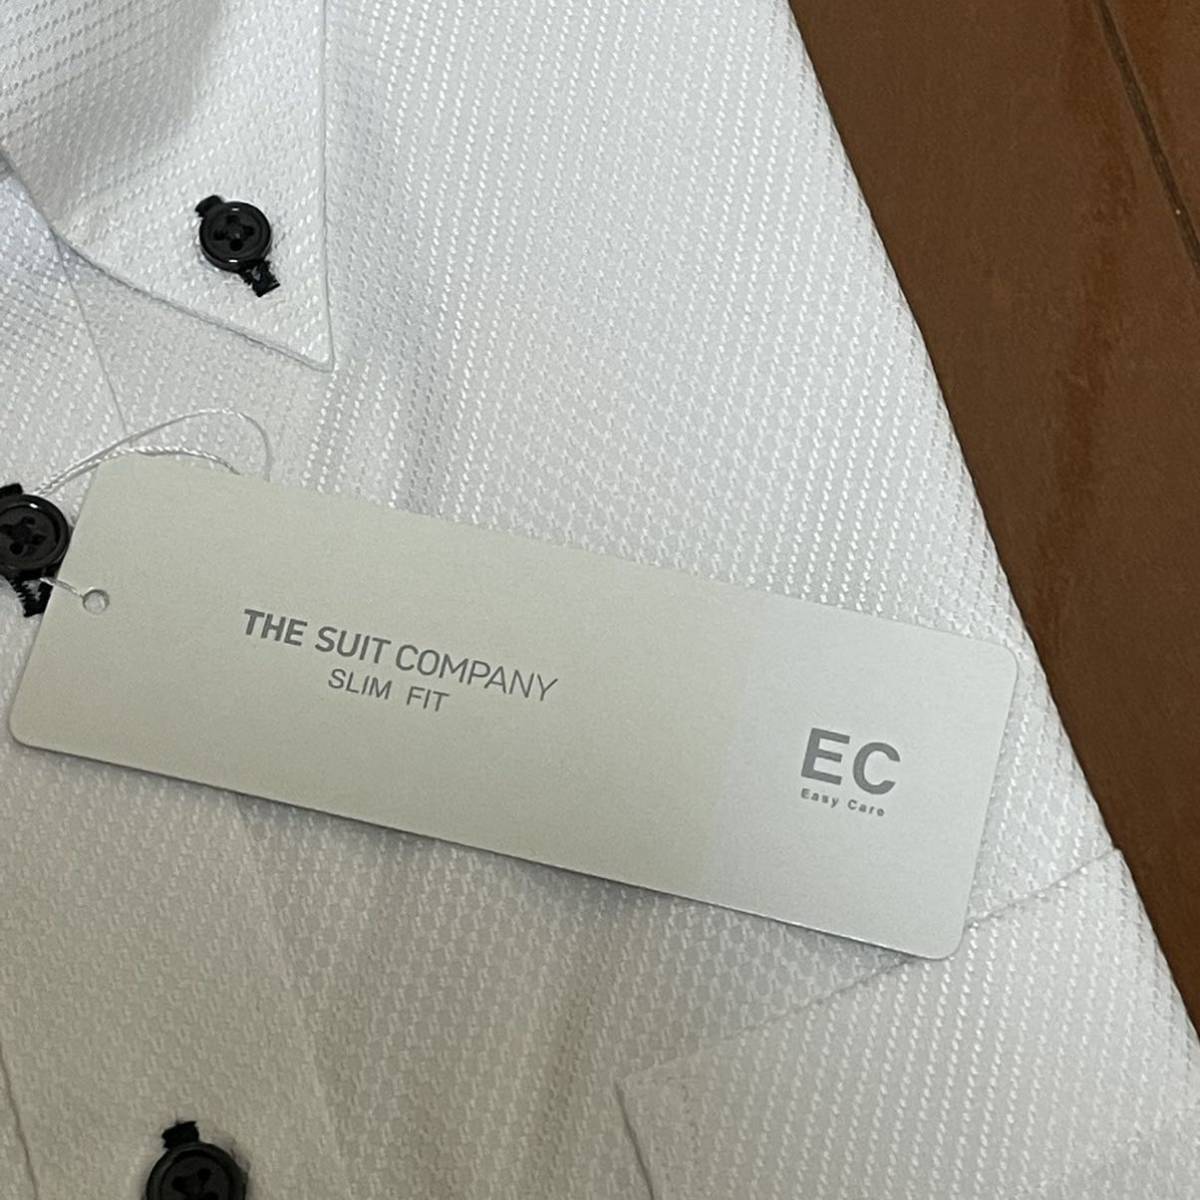 THE SUIT COMPANY
SLIM FIT
EC
Easy Care